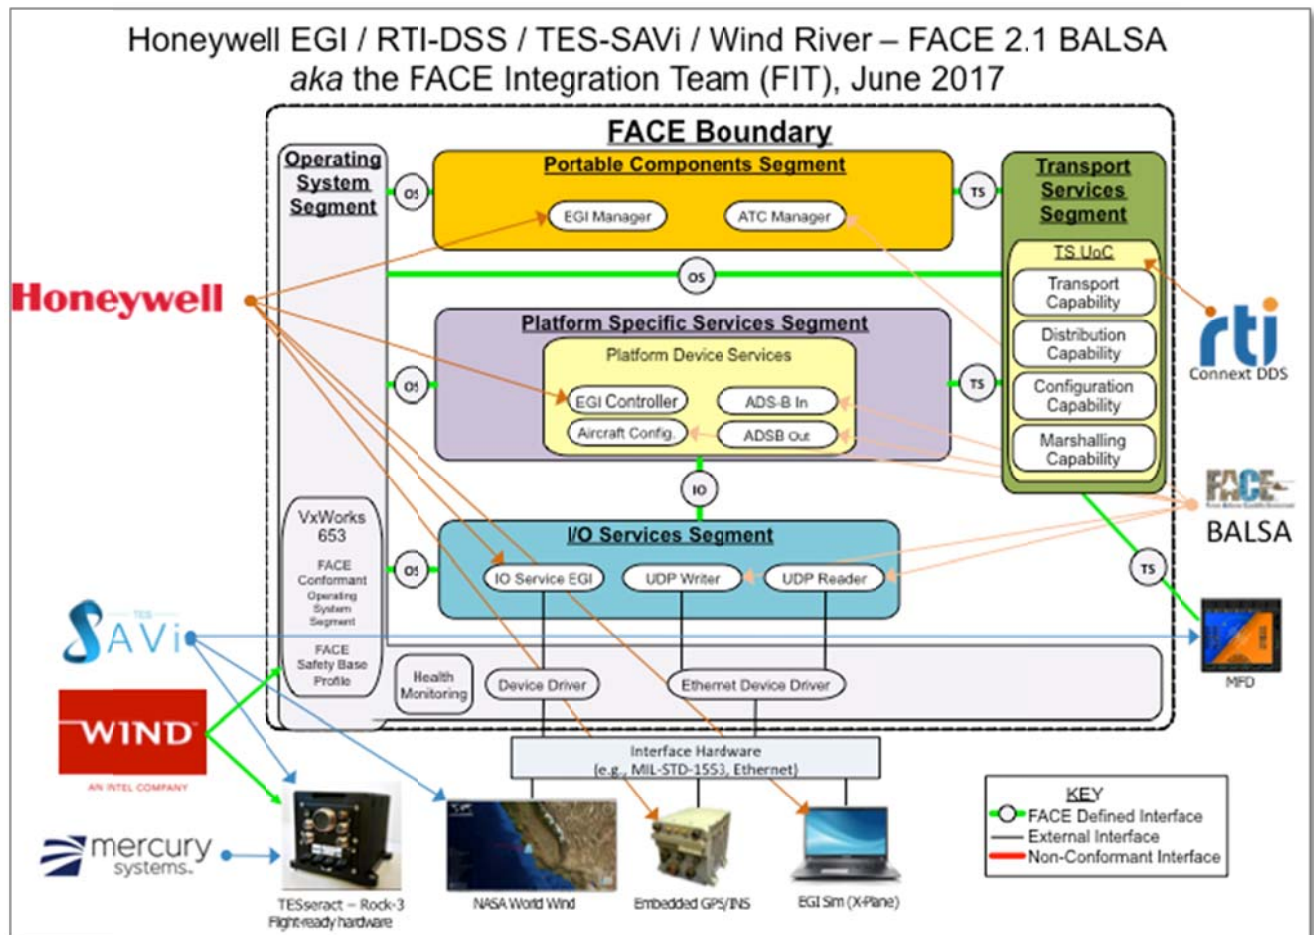 Honeywell EGI / RTI-DSS / TES-SAVi / Wind River – FACE 2.1 BALSA
aka the FACE Integration Team (FIT), June 2017
FACE Boundary
Operating
System
Segment
OS
Portable Components Segment
EGI Manager
ATC Manager
TS
Transport
Services
Segment
TS UoC
Transport
Capability
Distribution
Capability
Configuration
Capability
Marshalling
Capability
OS
Honeywell
rti
Connext DDS
Platform Specific Services Segment
Platform Device Services
EGI Controller
ADS-B In
Aircraft Config.
ADSB Out
OS
TS
IO
FACE
BALSA
VxWorks
653
FACE
Conformant
Operating
System
Segment
FACE
Safety Base
Profile
OS
I/O Services Segment
IO Service EGI
UDP Writer
UDP Reader
TS
TES
SAVi
MFD
Health
Monitoring
Device Driver
Ethernet Device Driver
WIND
AN INTEL COMPANY
Interface Hardware
(e.g., MIL-STD-1553, Ethernet)
mercury
systems
TESseract – Rock-3
Flight-ready hardware
NASA World Wind
Embedded GPS/INS
EGI Sim (X-Plane)
KEY
FACE Defined Interface
External Interface
Non-Conformant Interface